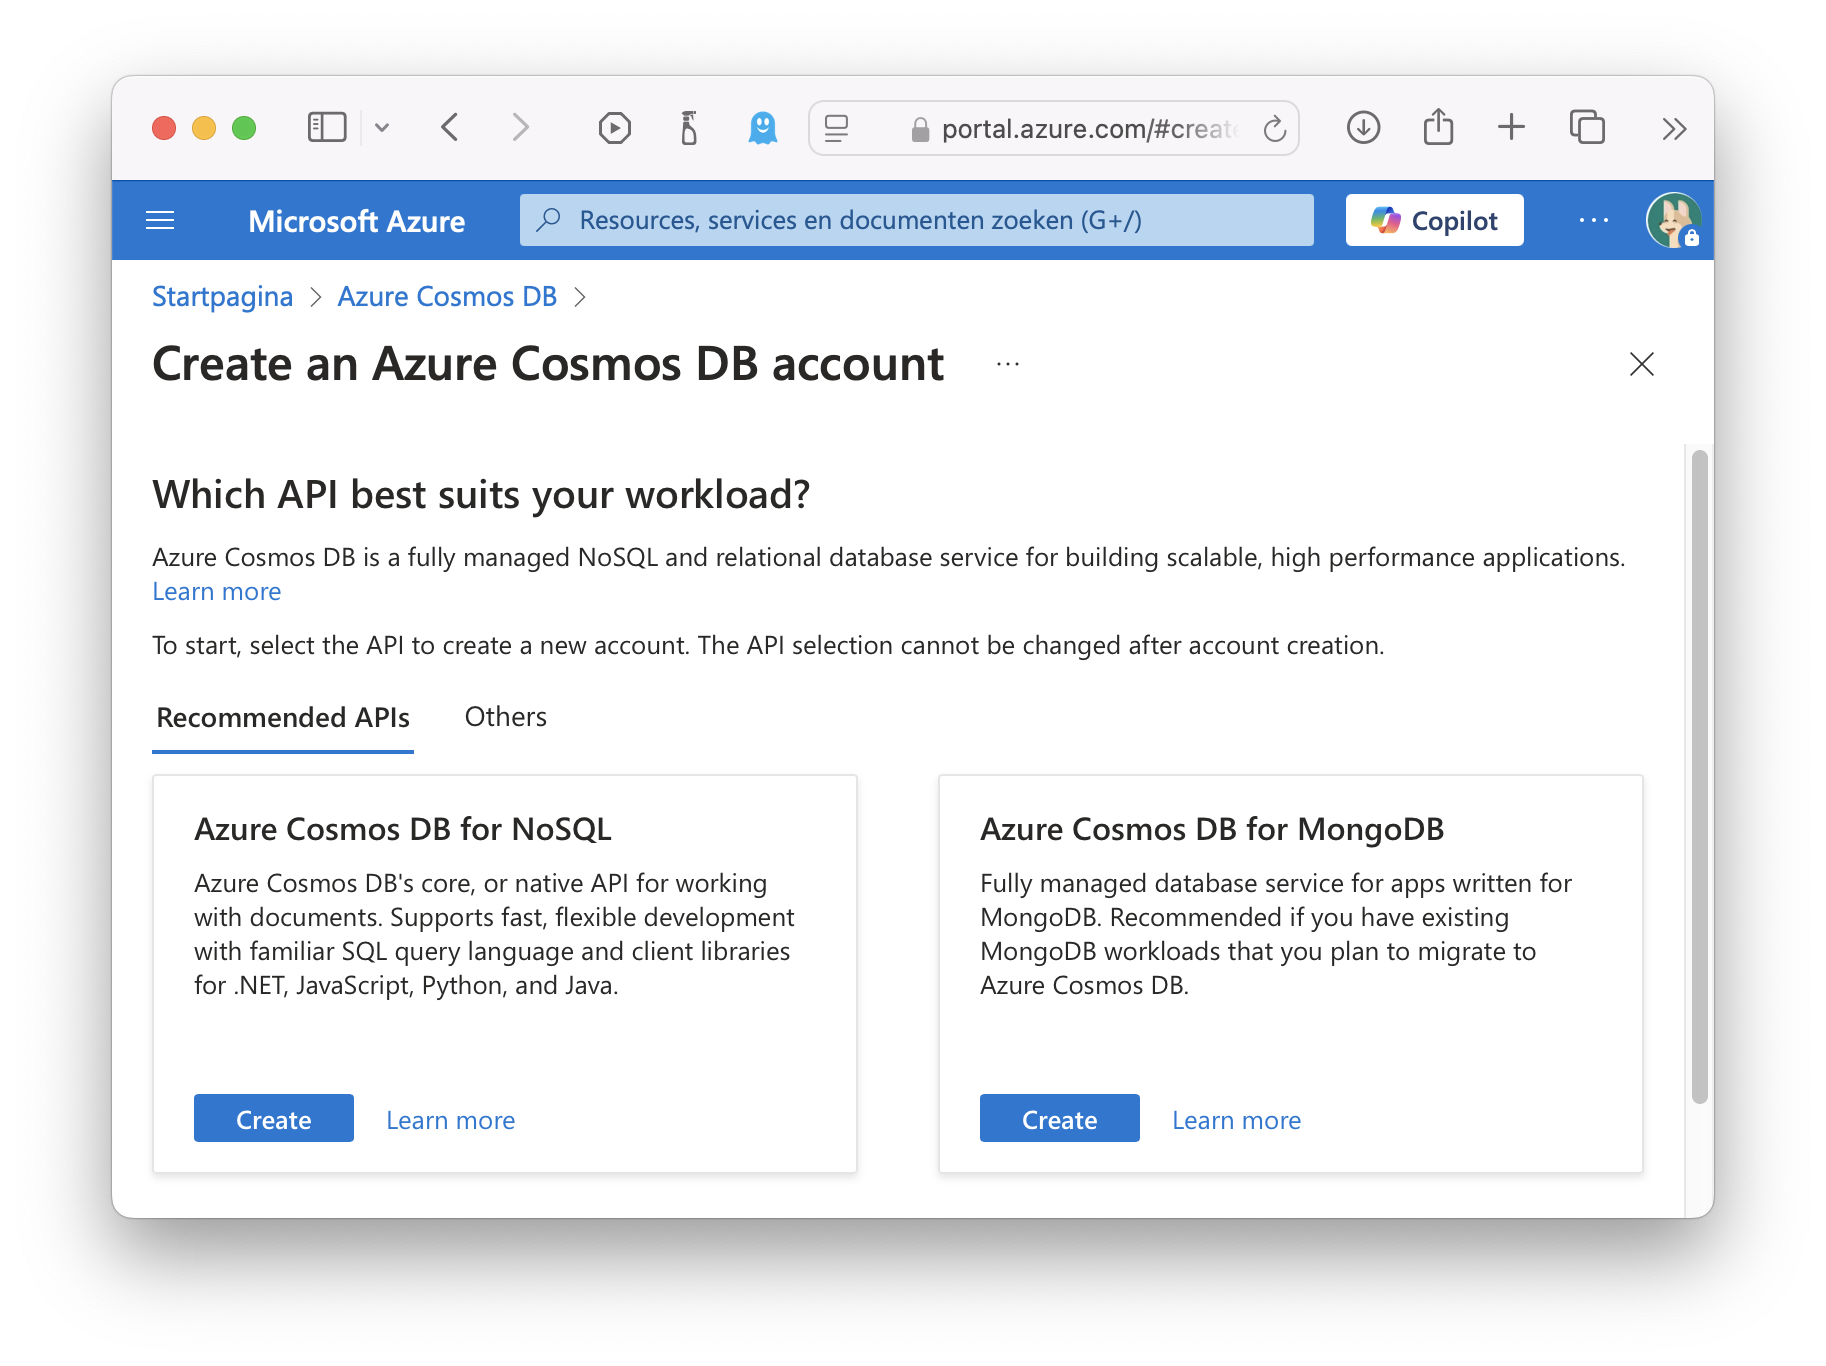 portal.azure.com/#create
Microsoft Azure
Resources, services en documenten zoeken (G+/)
Copilot
Startpagina > Azure Cosmos DB >
Create an Azure Cosmos DB account
Which API best suits your workload?
Azure Cosmos DB is a fully managed NoSQL and relational database service for building scalable, high performance applications.
Learn more
To start, select the API to create a new account. The API selection cannot be changed after account creation.
Recommended APIs
Others
Azure Cosmos DB for NoSQL
Azure Cosmos DB's core, or native API for working
with documents. Supports fast, flexible development
with familiar SQL query language and client libraries
for .NET, JavaScript, Python, and Java.
Create
Learn more
Azure Cosmos DB for MongoDB
Fully managed database service for apps written for
MongoDB. Recommended if you have existing
MongoDB workloads that you plan to migrate to
Azure Cosmos DB.
Create
Learn more